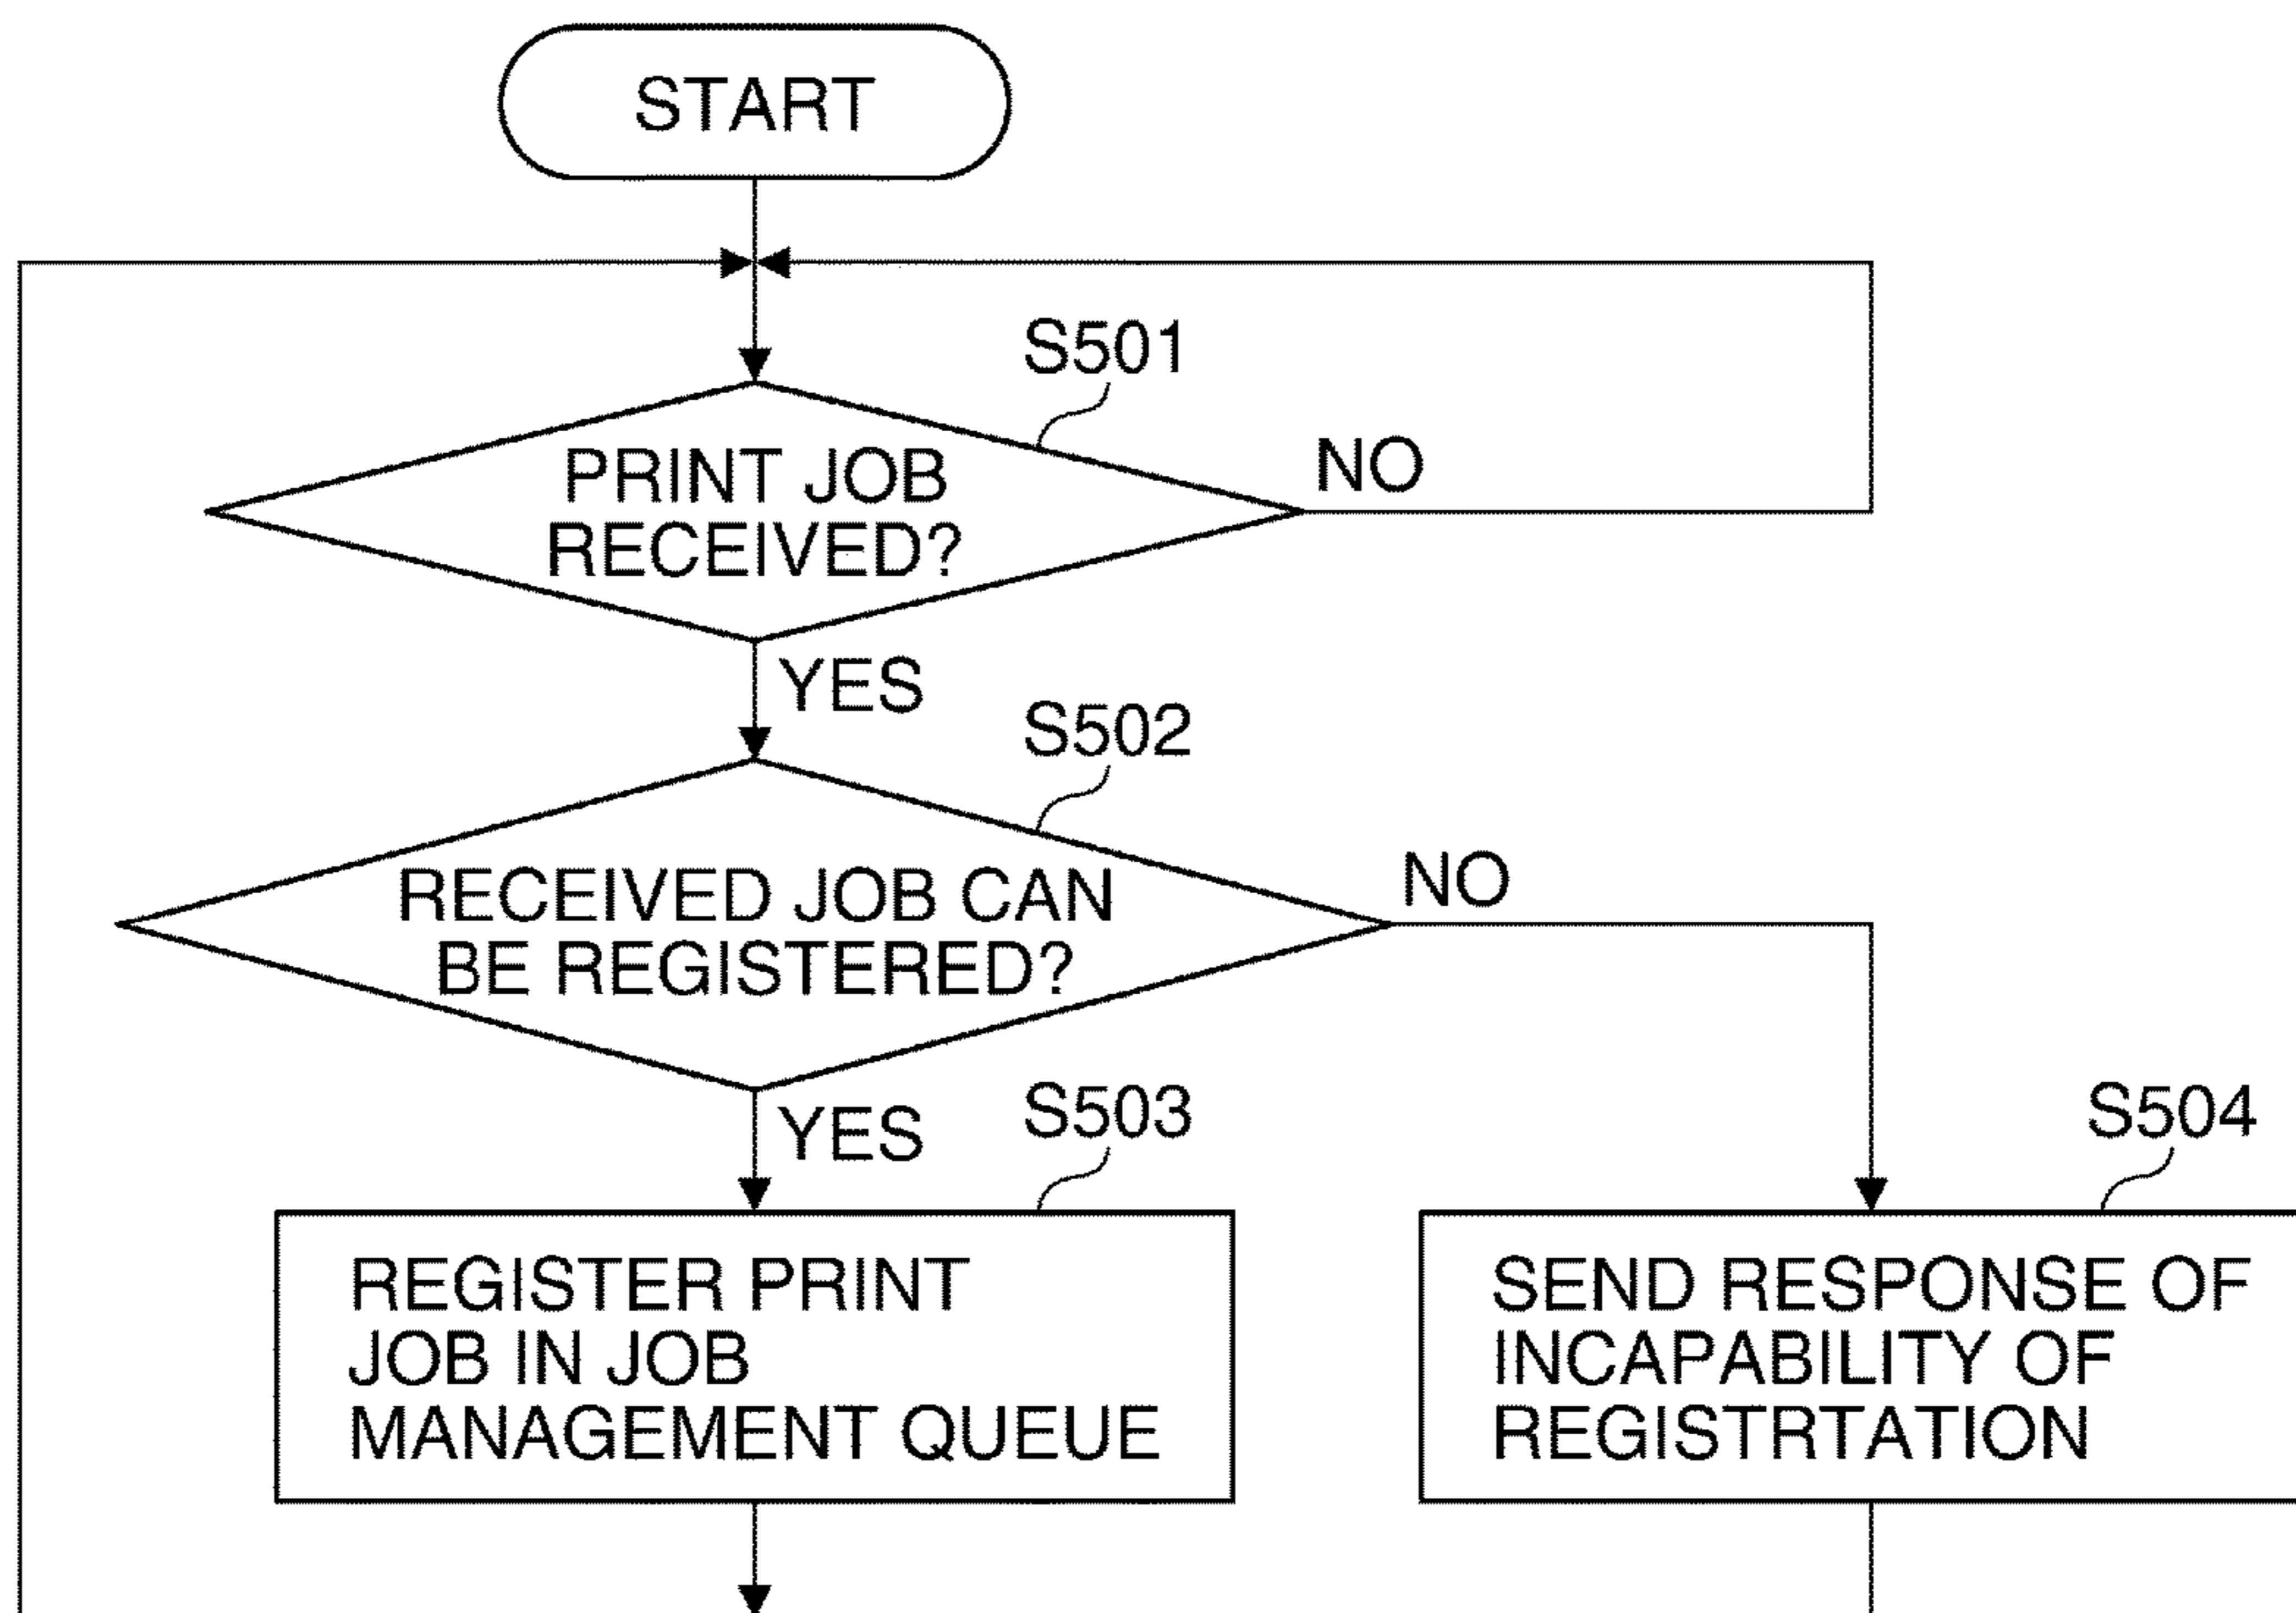 START
S501
PRINT JOB
RECEIVED?
NO
YES
S502
RECEIVED JOB CAN
BE REGISTERED?
NO
YES
S503
S504
REGISTER PRINT
JOB IN JOB
MANAGEMENT QUEUE
SEND RESPONSE OF
INCAPABILITY OF
REGISTRTATION